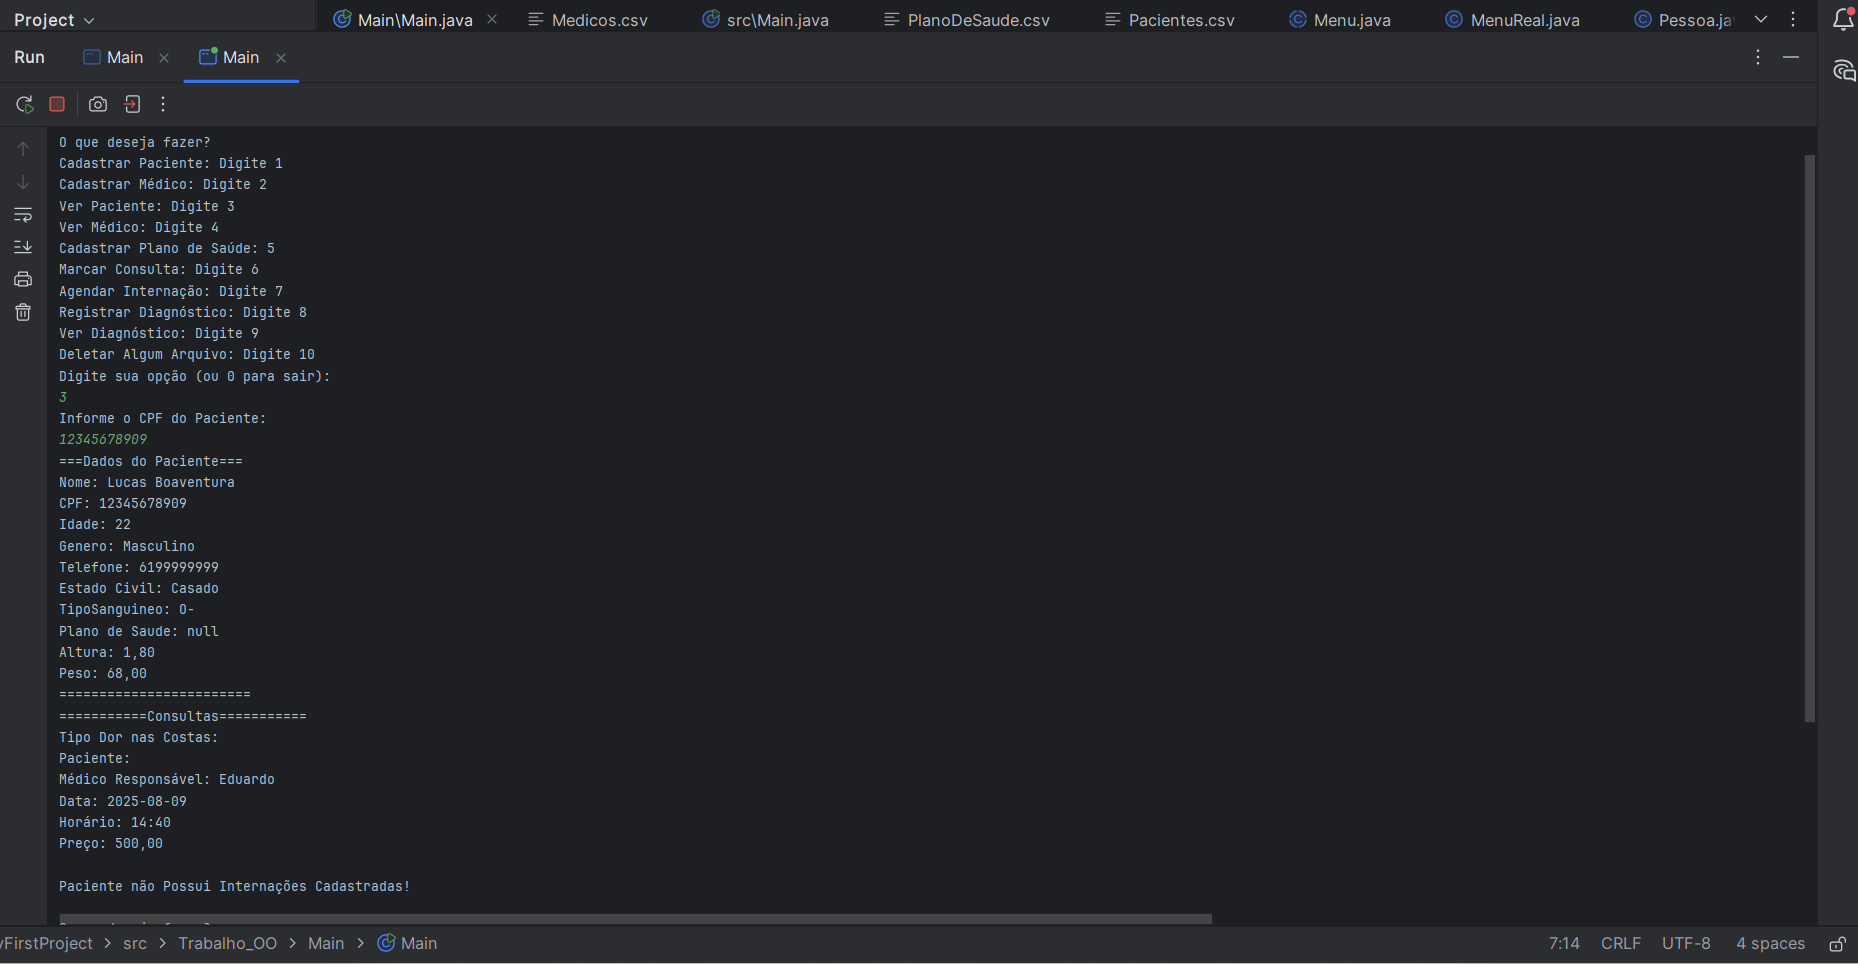 Project
Main\Main.java
Medicos.csv
src\Main.java
PlanoDeSaude.csv
Pacientes.csv
Menu.java
MenuReal.java
Pessoa.ja
Run
Main
Main
O que deseja fazer?
Cadastrar Paciente: Digite 1
Cadastrar Médico: Digite 2
Ver Paciente: Digite 3
Ver Médico: Digite 4
Cadastrar Plano de Saúde: 5
Marcar Consulta: Digite 6
Agendar Internação: Digite 7
Registrar Diagnóstico: Digite 8
Ver Diagnóstico: Digite 9
Deletar Algum Arquivo: Digite 10
Digite sua opção (ou 0 para sair):
3
Informe o CPF do Paciente:
12345678909
===Dados do Paciente===
Nome: Lucas Boaventura
CPF: 12345678909
Idade: 22
Genero: Masculino
Telefone: 6199999999
Estado Civil: Casado
TipoSanguineo: O-
Plano de Saude: null
Altura: 1,80
Peso: 68,00
========================
===========Consultas===========
Tipo Dor nas Costas:
Paciente:
Médico Responsável: Eduardo
Data: 2025-08-09
Horário: 14:40
Preço: 500,00
Paciente não Possui Internações Cadastradas!
yFirstProject > src > Trabalho_OO > Main > Main
7:14 CRLF UTF-8 4 spaces